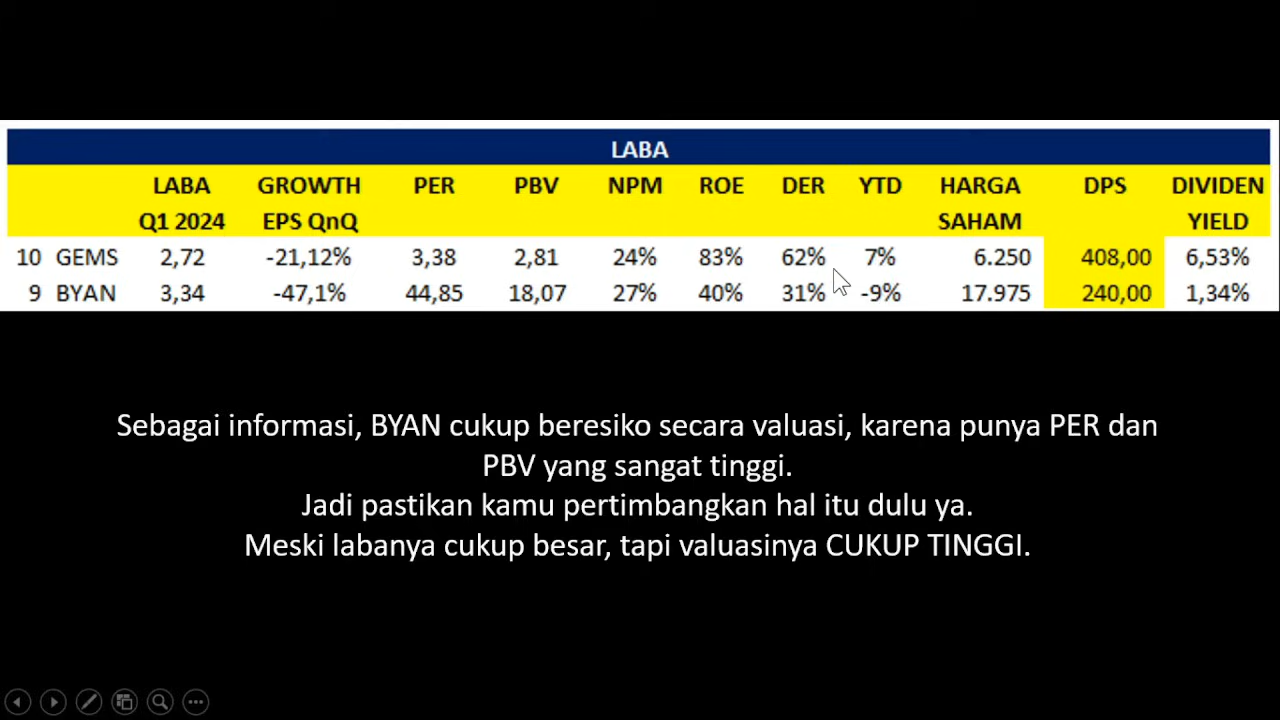 LABA
LABA GROWTH PER PBV NPM ROE DER YTD HARGA DPS DIVIDEN
Q1 2024 EPS QnQ SAHAM YIELD
10 GEMS 2,72 -21,12% 3,38 2,81 24% 83% 62% 7% 6.250 408,00 6,53%
9 BYAN 3,34 -47,1% 44,85 18,07 27% 40% 31% -9% 17.975 240,00 1,34%
Sebagai informasi, BYAN cukup beresiko secara valuasi, karena punya PER dan
PBV yang sangat tinggi.
Jadi pastikan kamu pertimbangkan hal itu dulu ya.
Meski labanya cukup besar, tapi valuasinya CUKUP TINGGI.